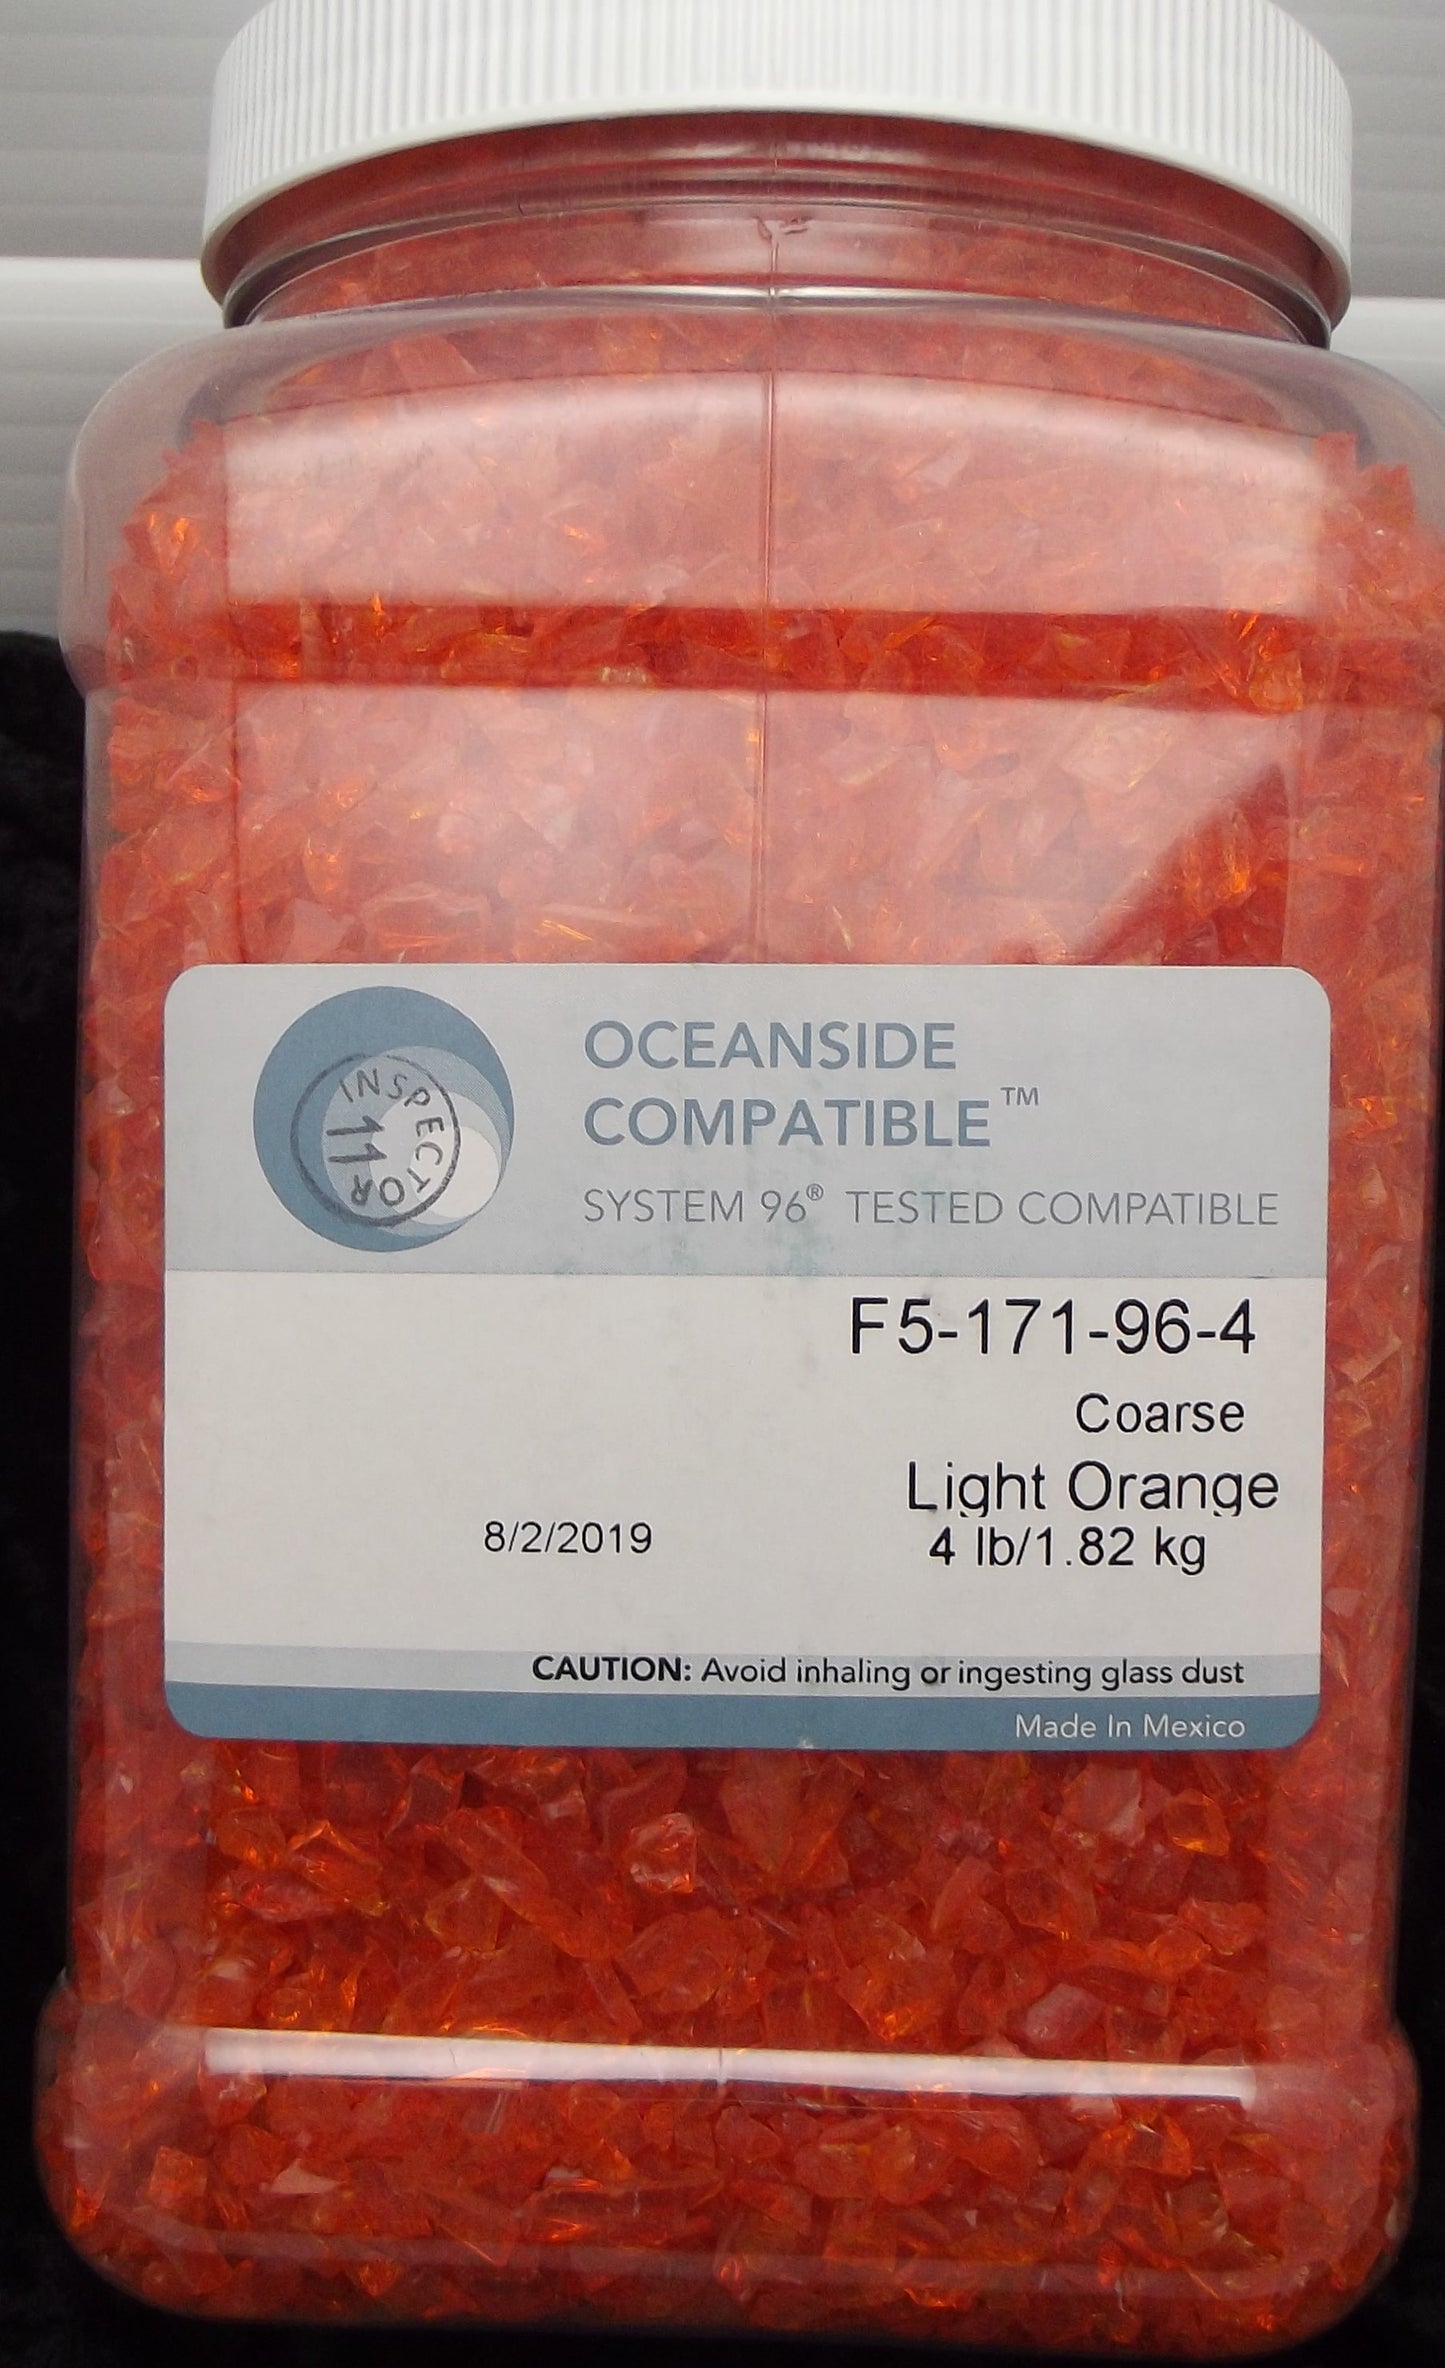 OCEANSIDE
COMPATIBLE™
SYSTEM 96® TESTED COMPATIBLE
INSPECTOR
11
F5-171-96-4
Coarse
Light Orange
8/2/2019
4 lb/1.82 kg
CAUTION: Avoid inhaling or ingesting glass dust
Made In Mexico